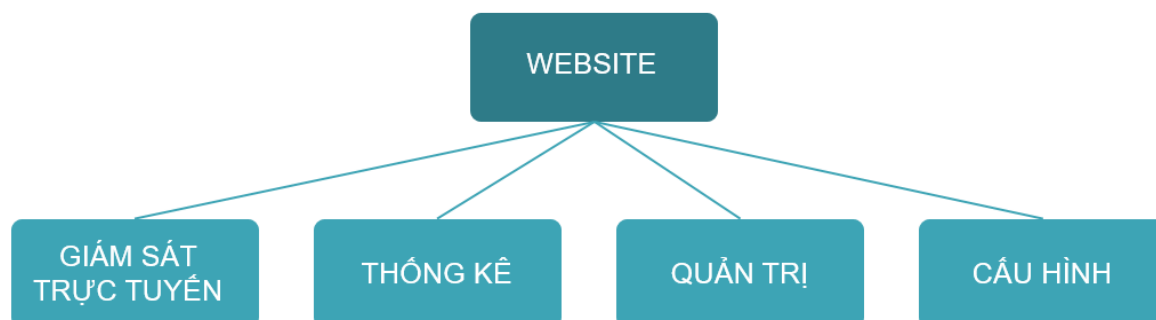 WEBSITE
GIÁM SÁT
TRỰC TUYẾN
THỐNG KÊ
QUẢN TRỊ
CẤU HÌNH